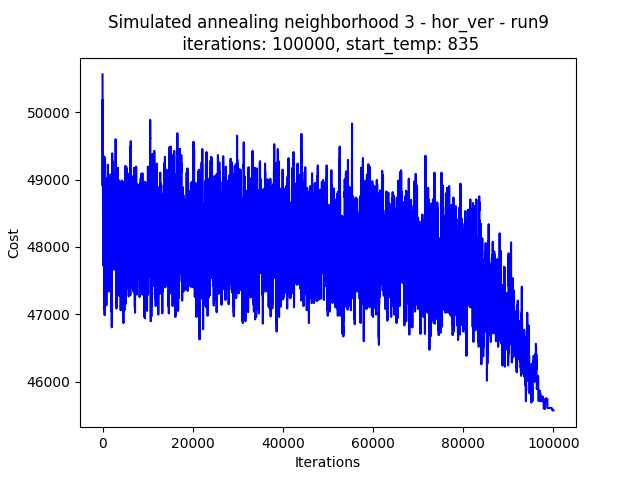 Simulated annealing neighborhood 3 - hor_ver - run9
iterations: 100000, start_temp: 835
50000
49000
48000
47000
46000
Cost
0 20000 40000 60000 80000 100000
Iterations